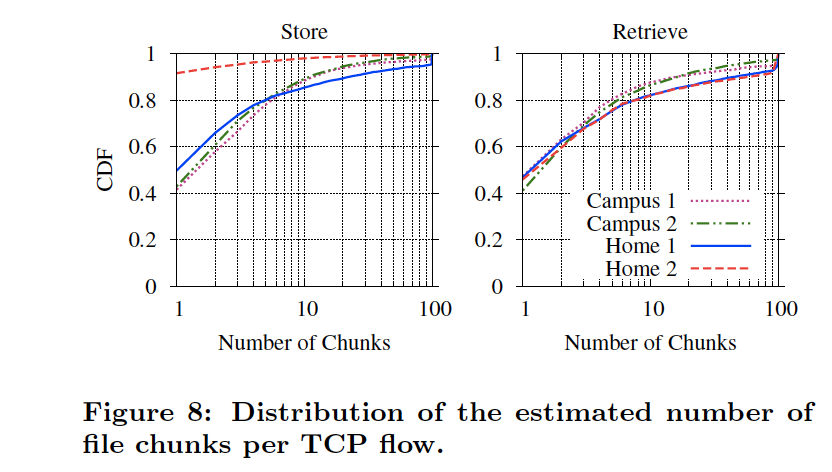 Store
Retrieve
1
0.8
0.6
0.4
0.2
0
CDF
1
10
100
Number of Chunks
1
0.8
0.6
0.4
0.2
0
Campus 1
Campus 2
Home 1
Home 2
1
10
100
Number of Chunks
Figure 8: Distribution of the estimated number of
file chunks per TCP flow.